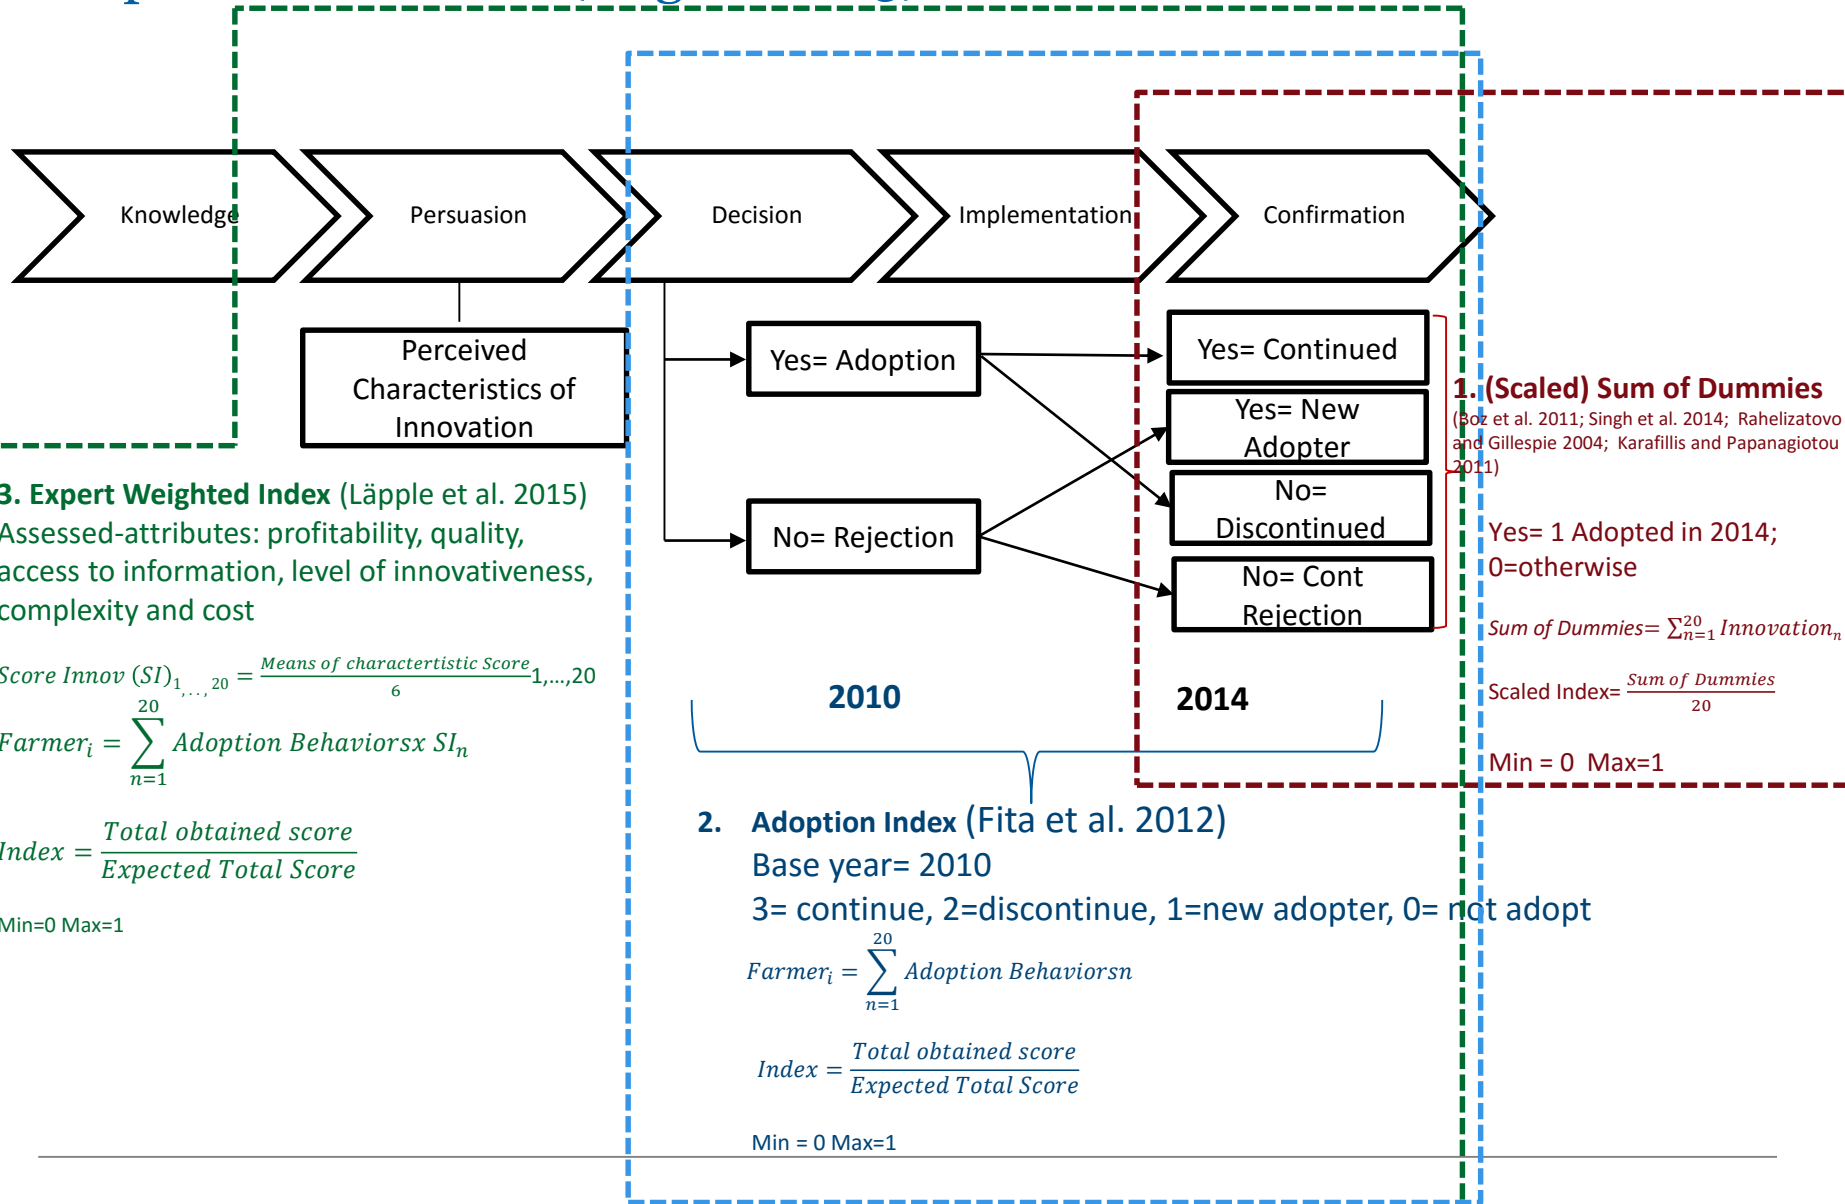 Knowledge
Persuasion
Decision
Implementation
Confirmation
Perceived
Characteristics of
Innovation
Yes= Adoption
No= Rejection
Yes= Continued
Yes= New
Adopter
No=
Discontinued
No= Cont
Rejection
2010
2014
1. (Scaled) Sum of Dummies
(Boz et al. 2011; Singh et al. 2014; Rahelizatovo
and Gillespie 2004; Karafillis and Papanagiotou
2011)
Yes= 1 Adopted in 2014;
0=otherwise
Sum of Dummies= ∑_{n=1}^{20} Innovation_n
Scaled Index= Sum of Dummies / 20
Min = 0 Max=1
3. Expert Weighted Index (Läpple et al. 2015)
Assessed-attributes: profitability, quality,
access to information, level of innovativeness,
complexity and cost
Score Innov (SI)_{1,..,20} = Means of charactertistic Score / 6 1,...,20
Farmer_i = ∑_{n=1}^{20} Adoption Behaviorsx SI_n
Index = Total obtained score / Expected Total Score
Min=0 Max=1
2. Adoption Index (Fita et al. 2012)
Base year= 2010
3= continue, 2=discontinue, 1=new adopter, 0= not adopt
Farmer_i = ∑_{n=1}^{20} Adoption Behaviorsn
Index = Total obtained score / Expected Total Score
Min = 0 Max=1